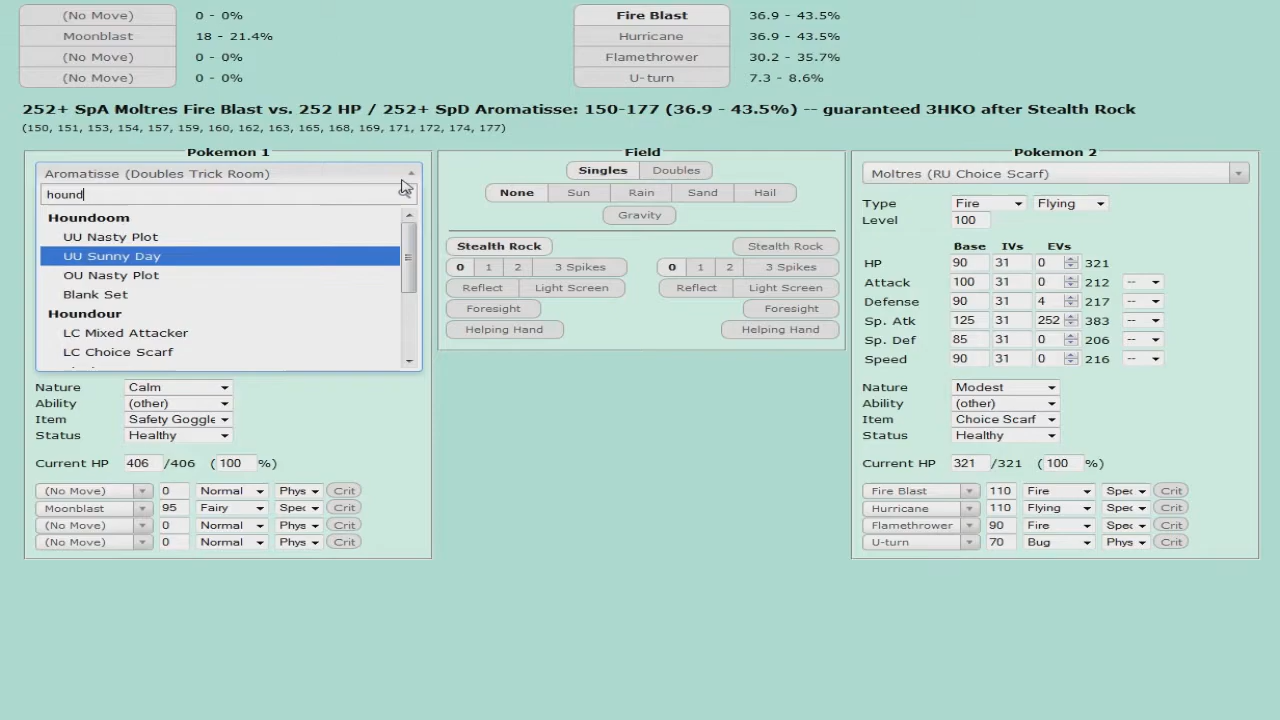 (No Move) 0 - 0% Fire Blast 36.9 - 43.5%
Moonblast 18 - 21.4% Hurricane 36.9 - 43.5%
(No Move) 0 - 0% Flamethrower 30.2 - 35.7%
(No Move) 0 - 0% U-turn 7.3 - 8.6%
252+ SpA Moltres Fire Blast vs. 252 HP / 252+ SpD Aromatisse: 150-177 (36.9 - 43.5%) -- guaranteed 3HKO after Stealth Rock
(150, 151, 153, 154, 157, 159, 160, 162, 163, 165, 168, 169, 171, 172, 174, 177)
Pokemon 1
Aromatisse (Doubles Trick Room)
hound
Houndoom
UU Nasty Plot
UU Sunny Day
OU Nasty Plot
Blank Set
Houndour
LC Mixed Attacker
LC Choice Scarf
Nature Calm
Ability (other)
Item Safety Goggle
Status Healthy
Current HP 406 /406 ( 100 %)
(No Move) 0 Normal Phys Crit
Moonblast 95 Fairy Spec Crit
(No Move) 0 Normal Phys Crit
(No Move) 0 Normal Phys Crit
Field
Singles Doubles
None Sun Rain Sand Hail
Gravity
Stealth Rock Stealth Rock
0 1 2 3 Spikes 0 1 2 3 Spikes
Reflect Light Screen Reflect Light Screen
Foresight Foresight
Helping Hand Helping Hand
Pokemon 2
Moltres (RU Choice Scarf)
Type Fire Flying
Level 100
Base IVs EVs
HP 90 31 0 321
Attack 100 31 0 212 --
Defense 90 31 4 217 --
Sp. Atk 125 31 252 383 --
Sp. Def 85 31 0 206 --
Speed 90 31 0 216 --
Nature Modest
Ability (other)
Item Choice Scarf
Status Healthy
Current HP 321 /321 ( 100 %)
Fire Blast 110 Fire Spec Crit
Hurricane 110 Flying Spec Crit
Flamethrower 90 Fire Spec Crit
U-turn 70 Bug Phys Crit